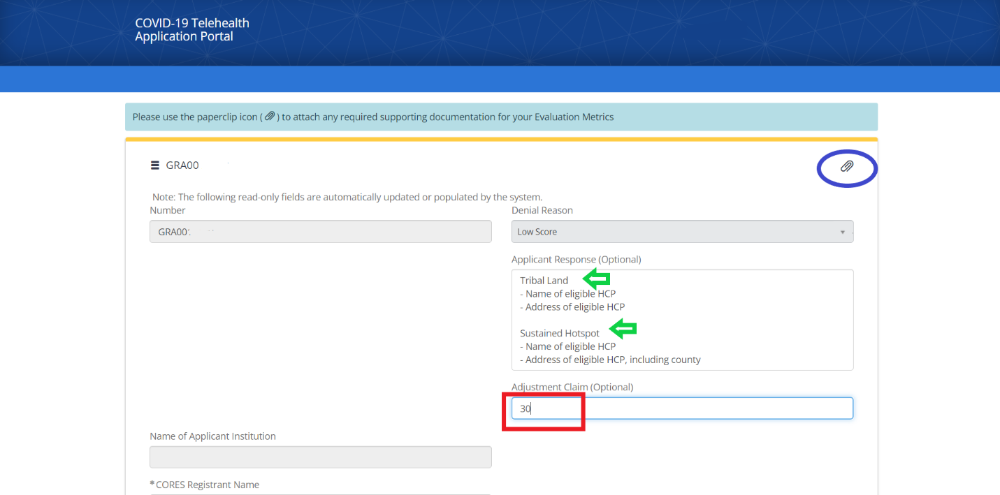 COVID-19 Telehealth
Application Portal
Please use the paperclip icon ( ) to attach any required supporting documentation for your Evaluation Metrics
GRA00
Note: The following read-only fields are automatically updated or populated by the system.
Number
Denial Reason
GRA00
Low Score
Applicant Response (Optional)
Tribal Land
- Name of eligible HCP
- Address of eligible HCP
Sustained Hotspot
- Name of eligible HCP
- Address of eligible HCP, including county
Adjustment Claim (Optional)
30
Name of Applicant Institution
* CORES Registrant Name